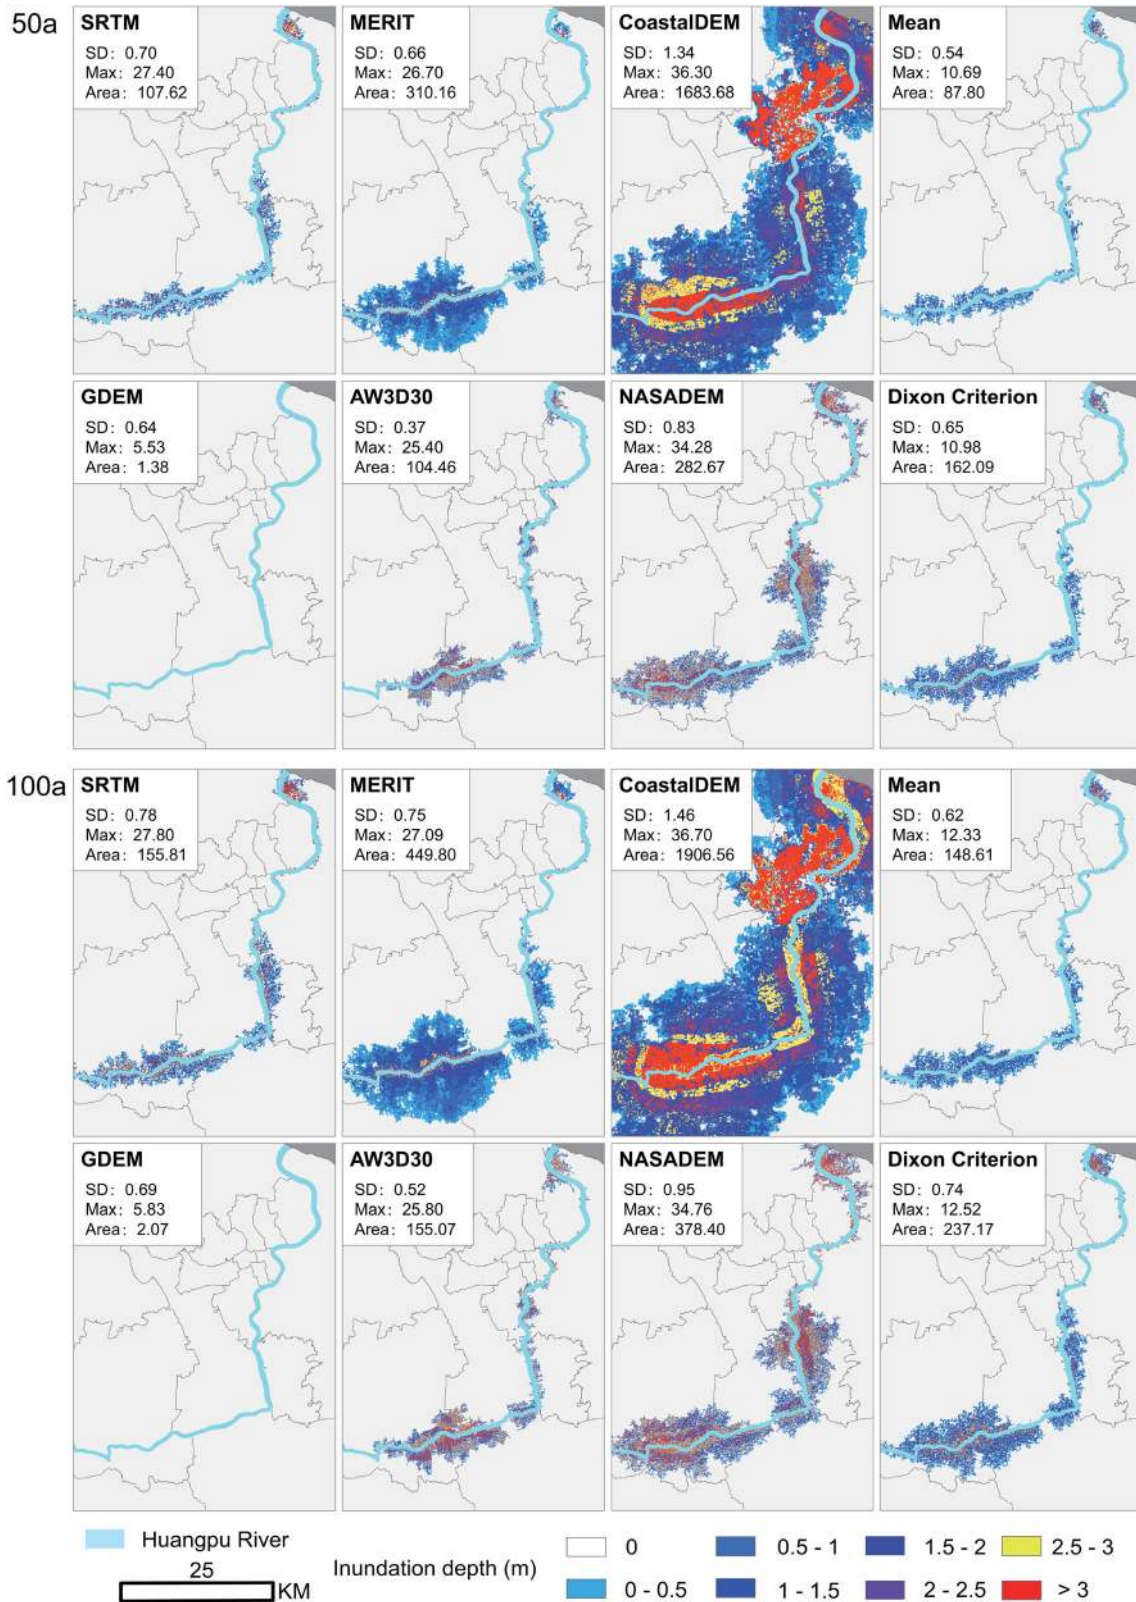 50a
SRTM
SD: 0.70
Max: 27.40
Area: 107.62
MERIT
SD: 0.66
Max: 26.70
Area: 310.16
CoastalDEM
SD: 1.34
Max: 36.30
Area: 1683.68
Mean
SD: 0.54
Max: 10.69
Area: 87.80
GDEM
SD: 0.64
Max: 5.53
Area: 1.38
AW3D30
SD: 0.37
Max: 25.40
Area: 104.46
NASADEM
SD: 0.83
Max: 34.28
Area: 282.67
Dixon Criterion
SD: 0.65
Max: 10.98
Area: 162.09
100a
SRTM
SD: 0.78
Max: 27.80
Area: 155.81
MERIT
SD: 0.75
Max: 27.09
Area: 449.80
CoastalDEM
SD: 1.46
Max: 36.70
Area: 1906.56
Mean
SD: 0.62
Max: 12.33
Area: 148.61
GDEM
SD: 0.69
Max: 5.83
Area: 2.07
AW3D30
SD: 0.52
Max: 25.80
Area: 155.07
NASADEM
SD: 0.95
Max: 34.76
Area: 378.40
Dixon Criterion
SD: 0.74
Max: 12.52
Area: 237.17
Huangpu River
25
KM
Inundation depth (m)
0
0.5 - 1
1.5 - 2
2.5 - 3
0 - 0.5
1 - 1.5
2 - 2.5
> 3